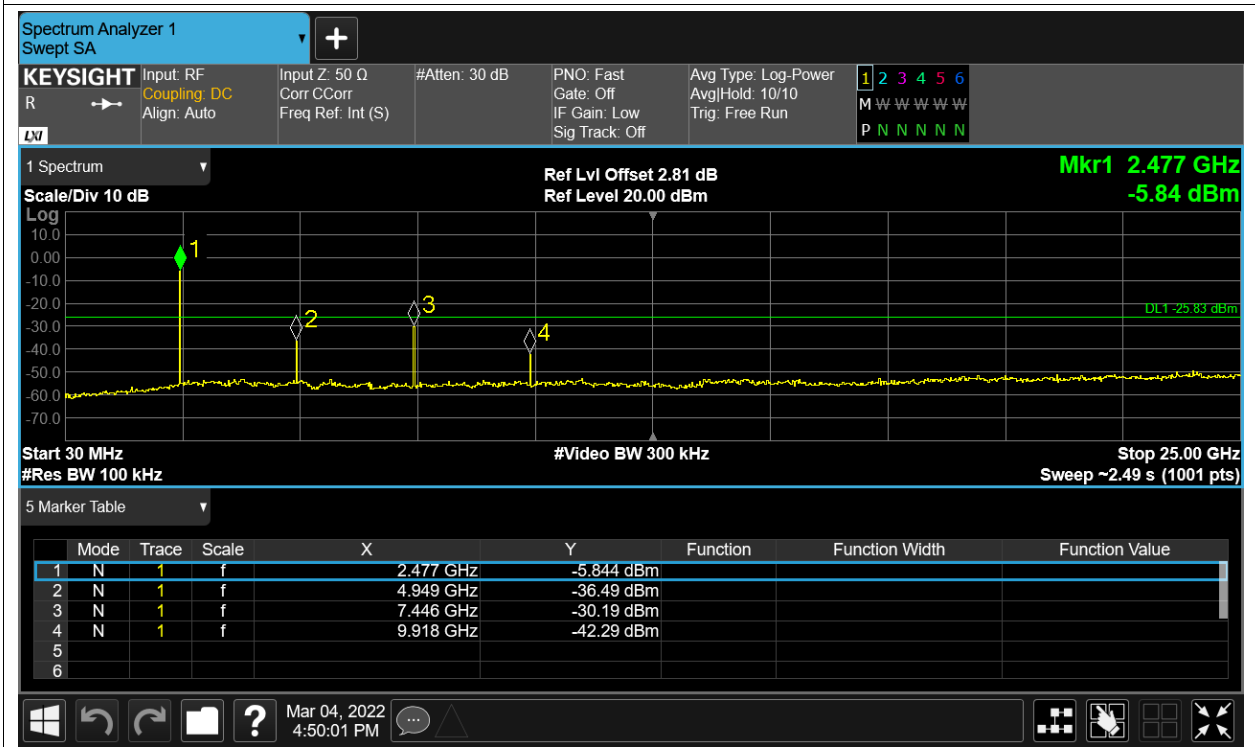 Spectrum Analyzer 1
Swept SA
KEYSIGHT Input: RF Input Z: 50 Ω #Atten: 30 dB PNO: Fast Avg Type: Log-Power 1 2 3 4 5 6
R Coupling: DC Corr CCorr Gate: Off Avg|Hold: 10/10 M W W W W W
Align: Auto Freq Ref: Int (S) IF Gain: Low Trig: Free Run
LXI Sig Track: Off P N N N N N
1 Spectrum Ref Lvl Offset 2.81 dB Mkr1 2.477 GHz
Scale/Div 10 dB Ref Level 20.00 dBm -5.84 dBm
Log
10.0
1
0.00
-10.0
-20.0
3
DL1 -25.83 dBm
2
-30.0
4
-40.0
-50.0
-60.0
-70.0
Start 30 MHz #Video BW 300 kHz Stop 25.00 GHz
#Res BW 100 kHz Sweep ~2.49 s (1001 pts)
5 Marker Table
Mode Trace Scale X Y Function Function Width Function Value
1 N 1 f 2.477 GHz -5.844 dBm
2 N 1 f 4.949 GHz -36.49 dBm
3 N 1 f 7.446 GHz -30.19 dBm
4 N 1 f 9.918 GHz -42.29 dBm
5
6
? Mar 04, 2022
4:50:01 PM